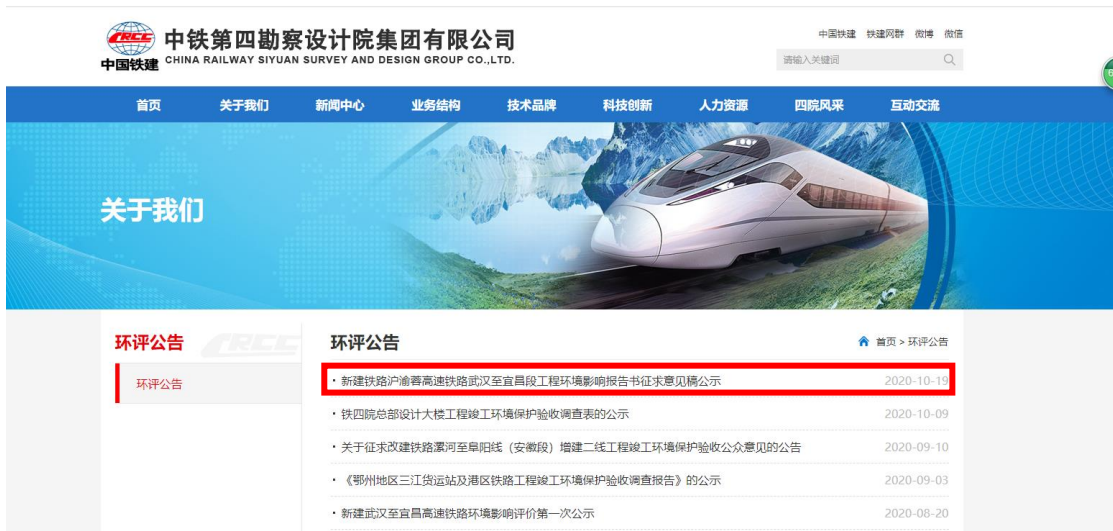 中铁第四勘察设计院集团有限公司
CHINA RAILWAY SIYUAN SURVEY AND DESIGN GROUP CO.,LTD.
CRCC
中国铁建
中国铁建 铁建网群 微博 微信
请输入关键词
首页 关于我们 新闻中心 业务结构 技术品牌 科技创新 人力资源 四院风采 互动交流
关于我们
环评公告
CRCC
环评公告
环评公告
首页 > 环评公告
· 新建铁路沪渝蓉高速铁路武汉至宜昌段工程环境影响报告书征求意见稿公示 2020-10-19
· 铁四院总部设计大楼工程竣工环境保护验收调查表的公示 2020-10-09
· 关于征求改建铁路漯河至阜阳线（安徽段）增建二线工程竣工环境保护验收公众意见的公告 2020-09-10
· 《鄂州地区三江货运站及港区铁路工程竣工环境保护验收调查报告》的公示 2020-09-03
· 新建武汉至宜昌高速铁路环境影响评价第一次公示 2020-08-20